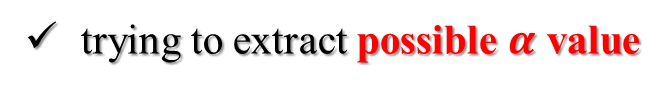 ✓ trying to extract possible α value